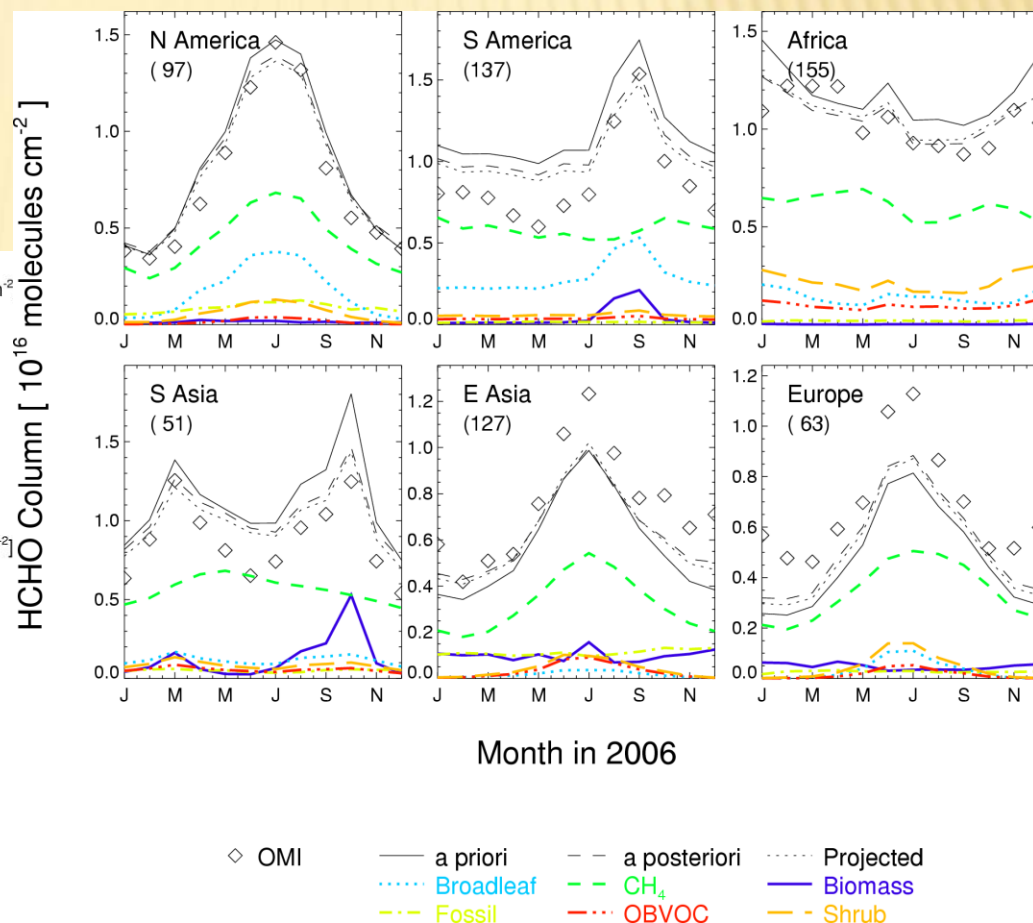 N America
( 97)
S America
(137)
Africa
(155)
1.5
1.0
0.5
0.0
J M M J S N
1.5
1.0
0.5
0.0
J M M J S N
1.5
1.0
0.5
0.0
J M M J S N
HCHO Column [ 10^16 molecules cm^-2 ]
S Asia
( 51)
E Asia
(127)
Europe
( 63)
1.5
1.0
0.5
0.0
J M M J S N
1.2
1.0
0.8
0.6
0.4
0.2
0.0
J M M J S N
1.2
1.0
0.8
0.6
0.4
0.2
0.0
J M M J S N
Month in 2006
OMI a priori a posteriori Projected
Broadleaf CH₄ Biomass
Fossil OBVOC Shrub